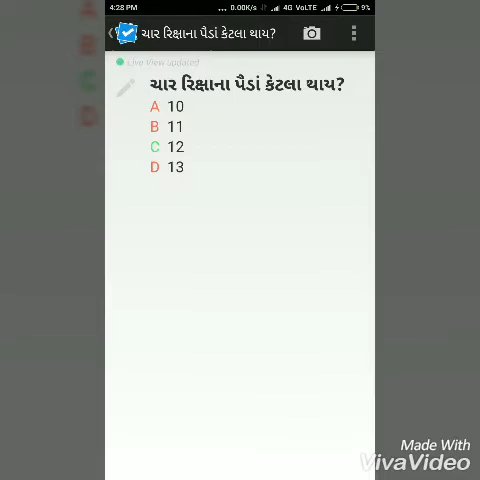 4:28 PM ... 0.00K/s 4G VoLTE 9%
ચાર રિક્ષાના પૈડાં કેટલા થાય?
Live View updated
ચાર રિક્ષાના પૈડાં કેટલા થાય?
A 10
B 11
C 12
D 13
A
B
C
D
Made With
VivaVideo